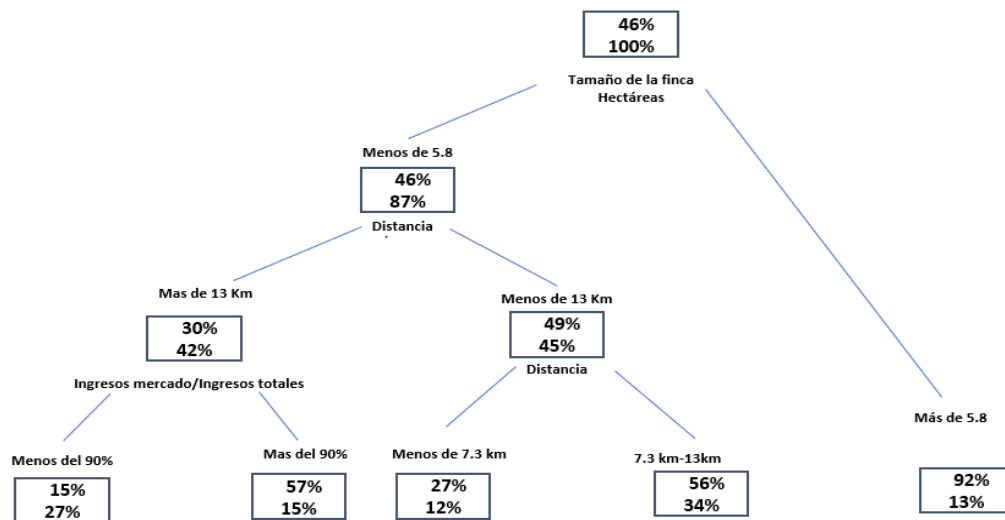 46%
100%
Tamaño de la finca
Hectáreas
Menos de 5.8
46%
87%
Distancia
Mas de 13 Km
30%
42%
Ingresos mercado/Ingresos totales
Menos de 13 Km
49%
45%
Distancia
Menos del 90%
15%
27%
Mas del 90%
57%
15%
Menos de 7.3 km
27%
12%
7.3 km-13km
56%
34%
Más de 5.8
92%
13%